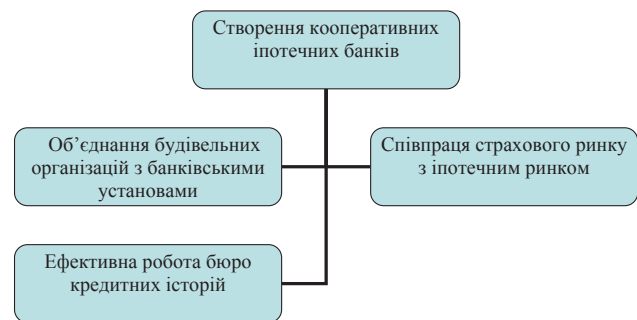 Створення кооперативних
іпотечних банків
Об’єднання будівельних
організацій з банківськими
установами
Співпраця страхового ринку
з іпотечним ринком
Ефективна робота бюро
кредитних історій